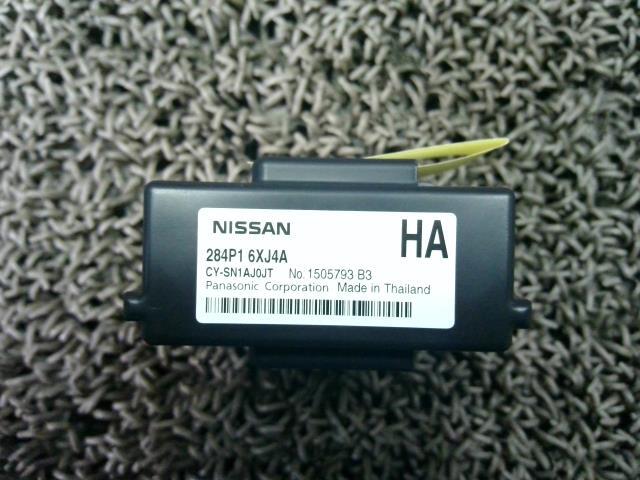 NISSAN
HA
284P1 6XJ4A
CY-SN1AJ0JT No. 1505793 B3
Panasonic Corporation Made in Thailand